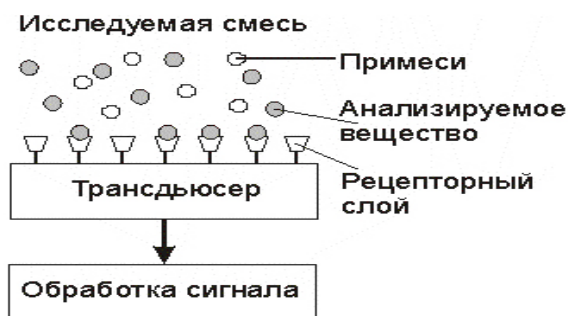 Исследуемая смесь
Примеси
Анализируемое
вещество
Рецепторный
слой
Трансдьюсер
Обработка сигнала